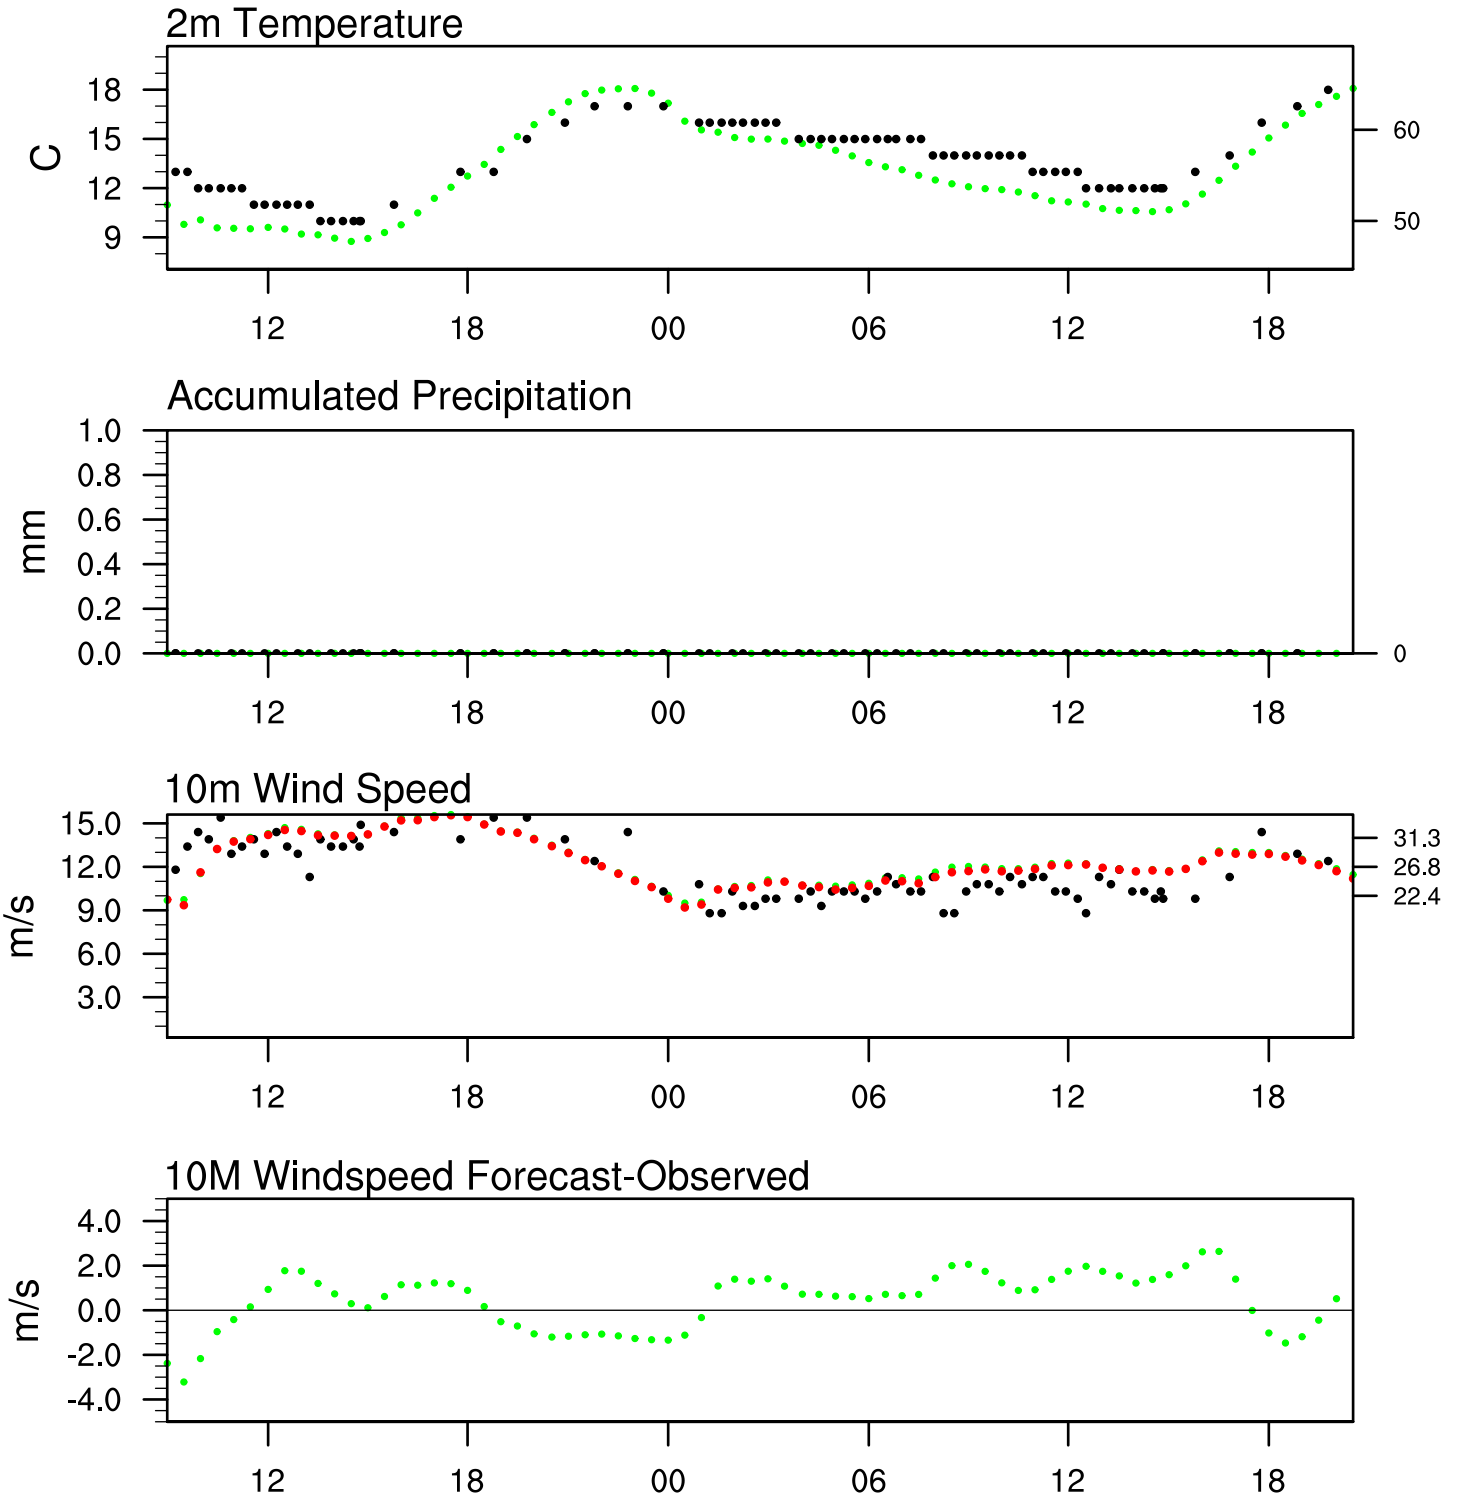 2m Temperature
18
15
12
9
C
60
50
12 18 00 06 12 18
Accumulated Precipitation
1.0
0.8
0.6
0.4
0.2
0.0
mm
0
12 18 00 06 12 18
10m Wind Speed
15.0
12.0
9.0
6.0
3.0
m/s
31.3
26.8
22.4
12 18 00 06 12 18
10M Windspeed Forecast-Observed
4.0
2.0
0.0
-2.0
-4.0
m/s
12 18 00 06 12 18